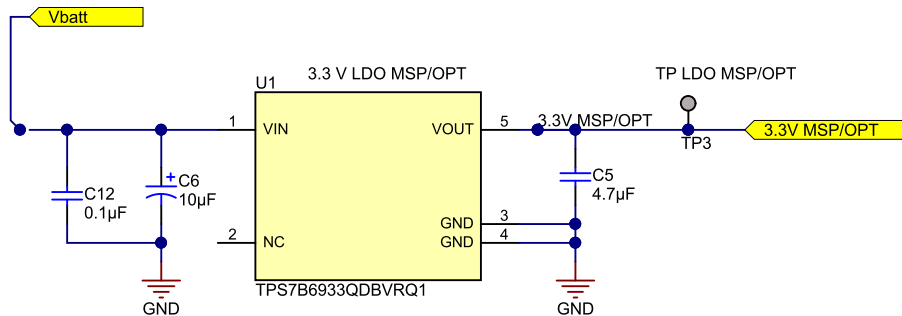 Vbatt
U1
3.3 V LDO MSP/OPT
TP LDO MSP/OPT
1
VIN
VOUT
5
3.3V MSP/OPT
TP3
3.3V MSP/OPT
C12
0.1µF
+
C6
10µF
C5
4.7µF
2
NC
GND
3
GND
4
TPS7B6933QDBVRQ1
GND
GND